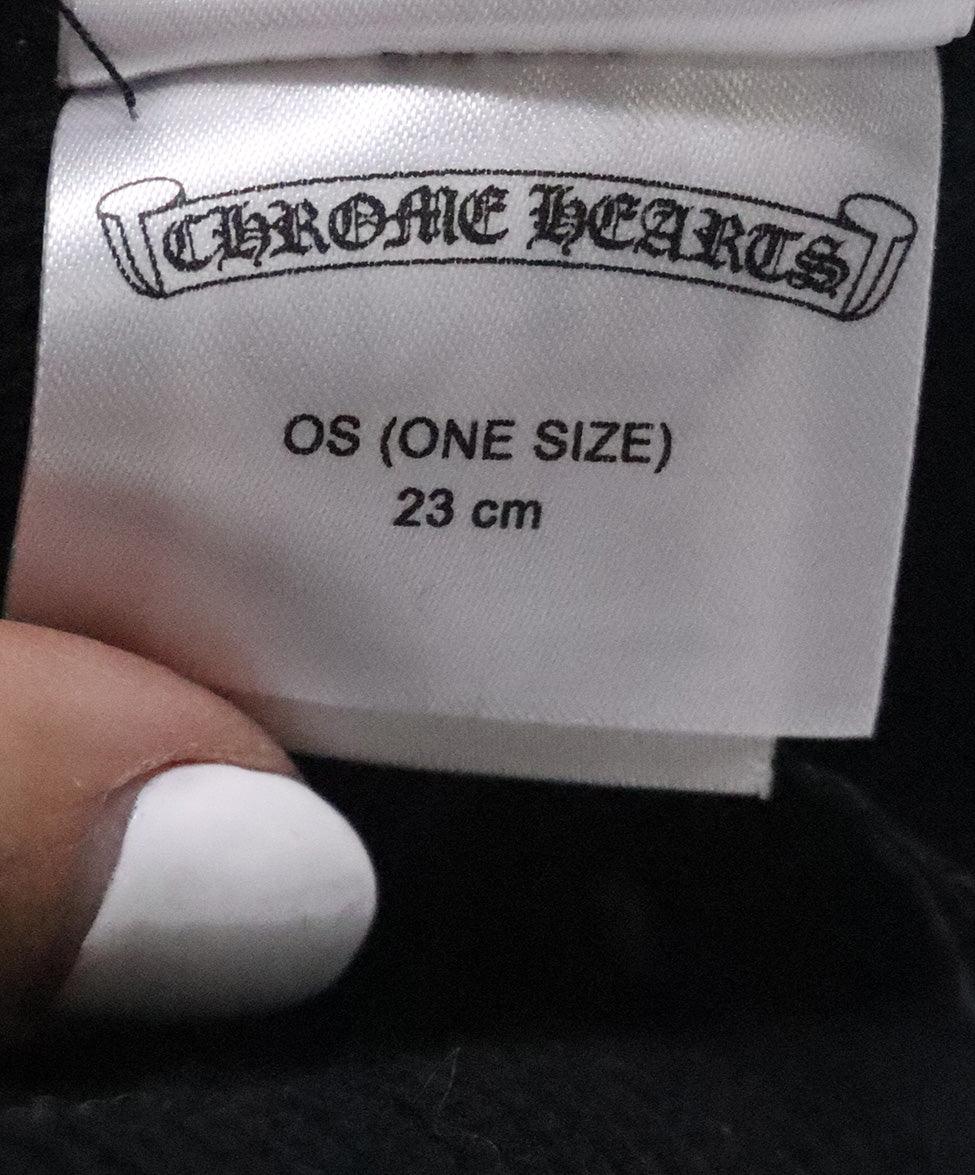 CHROME HEARTS
OS (ONE SIZE)
23 cm